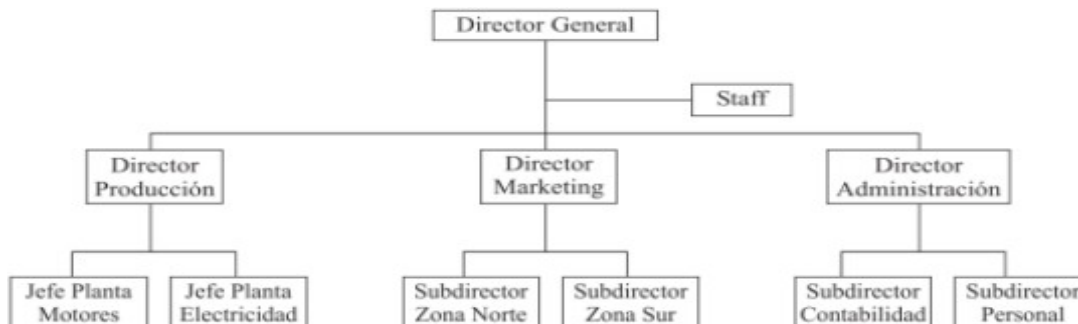 Director General
Staff
Director
Producción
Director
Marketing
Director
Administración
Jefe Planta
Motores
Jefe Planta
Electricidad
Subdirector
Zona Norte
Subdirector
Zona Sur
Subdirector
Contabilidad
Subdirector
Personal